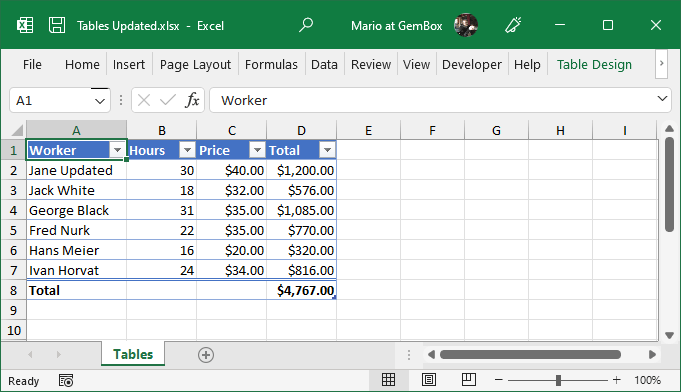 Tables Updated.xlsx - Excel Mario at GemBox
File Home Insert Page Layout Formulas Data Review View Developer Help Table Design
A1 fx Worker
A B C D E F G H I
1 Worker Hours Price Total
2 Jane Updated 30 $40.00 $1,200.00
3 Jack White 18 $32.00 $576.00
4 George Black 31 $35.00 $1,085.00
5 Fred Nurk 22 $35.00 $770.00
6 Hans Meier 16 $20.00 $320.00
7 Ivan Horvat 24 $34.00 $816.00
8 Total $4,767.00
9
10
Tables
Ready 100%